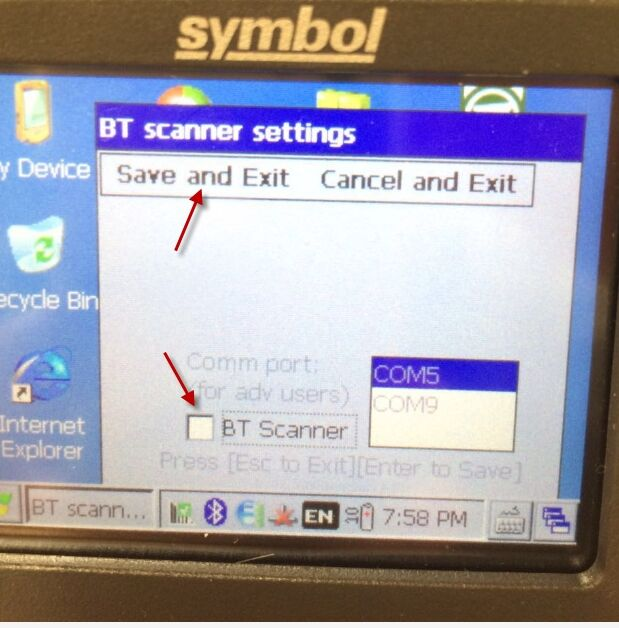 symbol
BT scanner settings
Save and Exit Cancel and Exit
y Device
ecycle Bin
Internet
Explorer
Comm port:
(for adv users)
COM5
COM9
BT Scanner
Press [Esc to Exit][Enter to Save]
BT scann... EN 7:58 PM